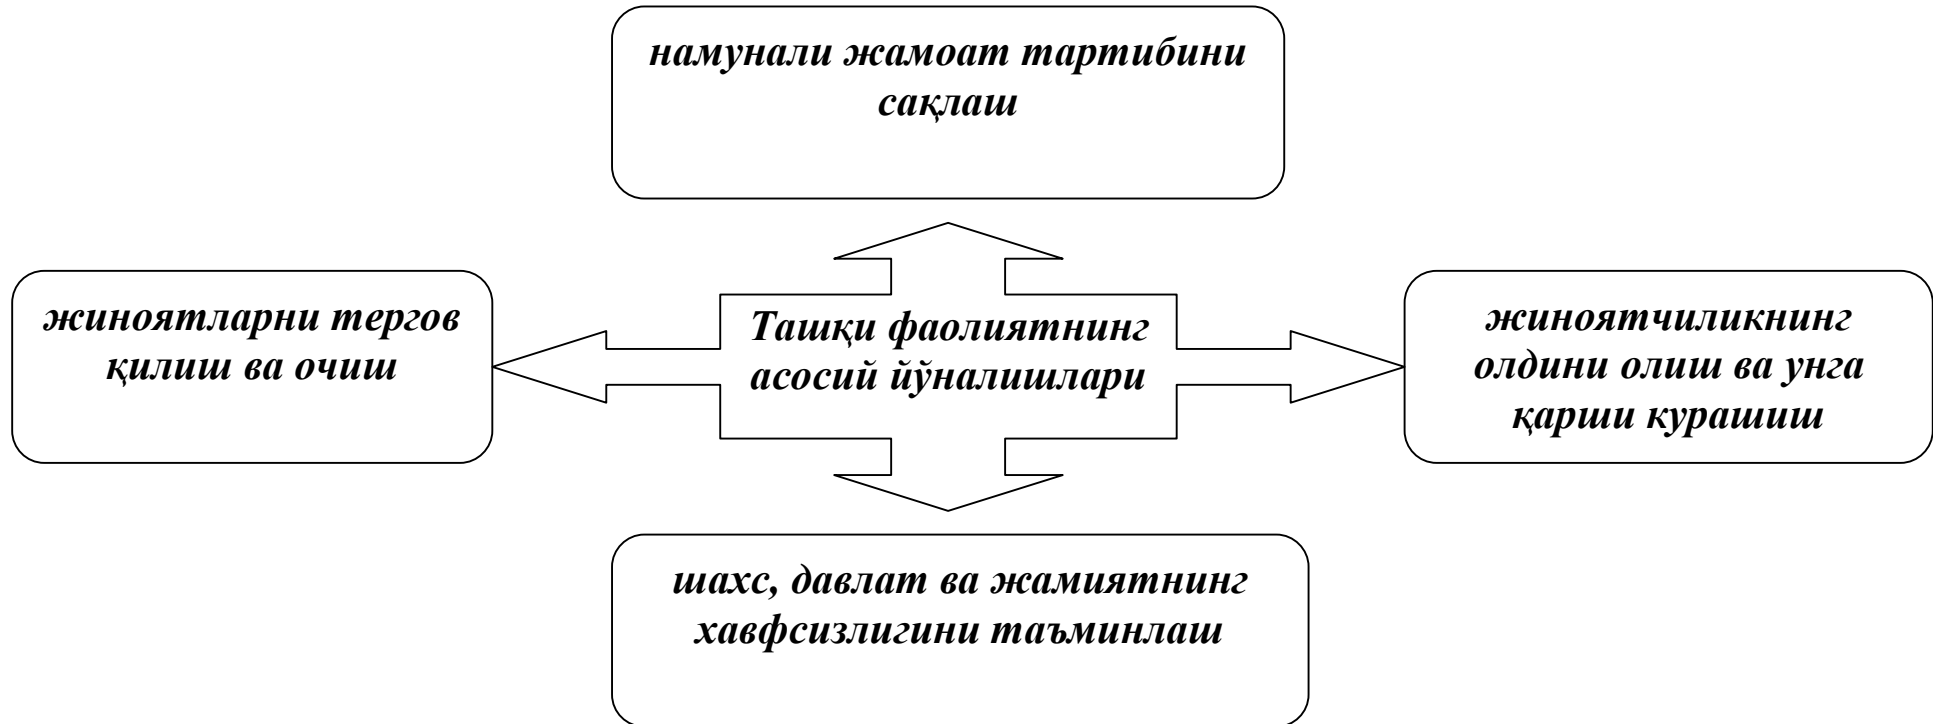 намунали жамоат тартибини
сақлаш
жиноятларни тергов
қилиш ва очиш
Ташқи фаолиятнинг
асосий йўналишлари
жиноятчиликнинг
олдини олиш ва унга
қарши курашиш
шахс, давлат ва жамиятнинг
хавфсизлигини таъминлаш